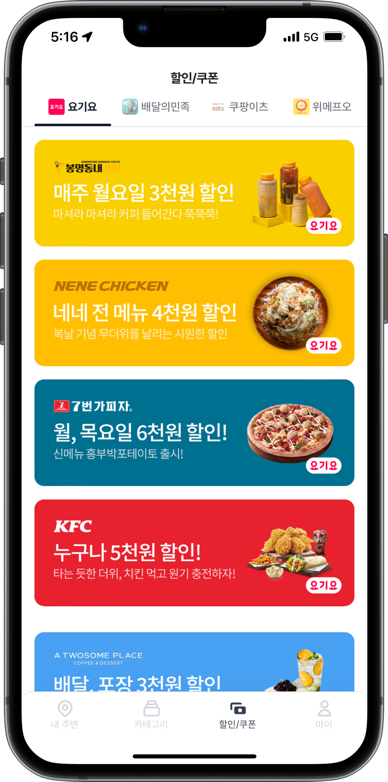 5:16
5G
할인/쿠폰
요기요 요기요
배달의민족
eats 쿠팡이츠
위메프오
봉명동내커피
매주 월요일 3천원 할인
마셔라 마셔라 커피 들어간다 쭉쭉쭉!
요기요
NENE CHICKEN
네네 전 메뉴 4천원 할인
복날 기념 무더위를 날리는 시원한 할인
요기요
7번가피자
월, 목요일 6천원 할인!
신메뉴 흥부박포테이토 출시!
요기요
KFC
누구나 5천원 할인!
타는 듯한 더위, 치킨 먹고 원기 충전하자!
요기요
A TWOSOME PLACE
COFFEE & DESSERT
배달, 포장 3천원 할인
내 주변
카테고리
할인/쿠폰
마이